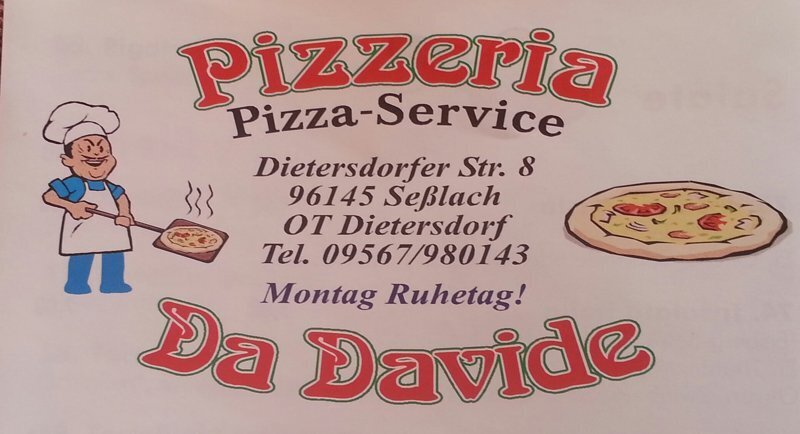 Pizzeria
Pizza-Service
Dietersdorfer Str. 8
96145 Seßlach
OT Dietersdorf
Tel. 09567/980143
Montag Ruhetag!
Da Davide